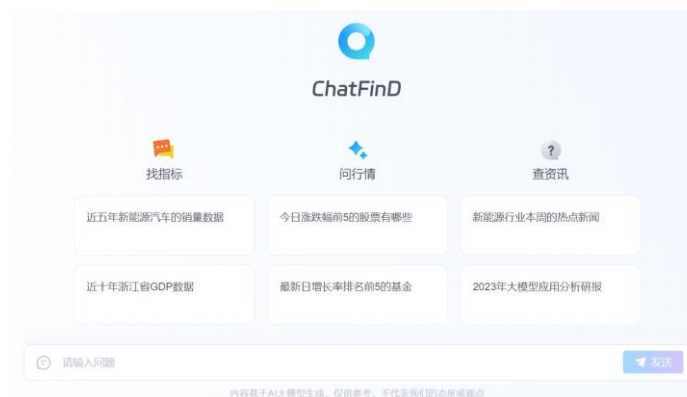 ChatFinD
找指标
问行情
?
查资讯
近五年新能源汽车的销量数据
今日涨跌幅前5的股票有哪些
新能源行业本周的热点新闻
近十年浙江省GDP数据
最新日增长率排名前5的基金
2023年大模型应用分析研报
请输入问题
发送
内容基于AI大模型生成，仅供参考，不代表我们的态度或观点